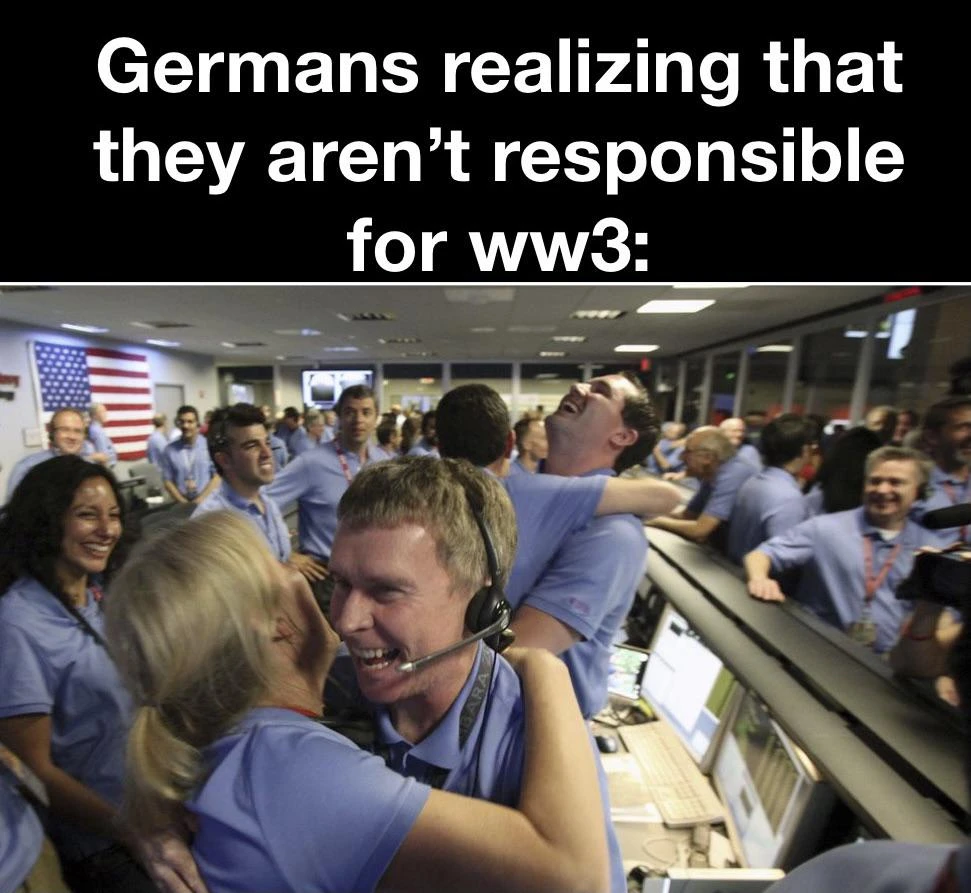 Germans realizing that
they aren’t responsible
for ww3: